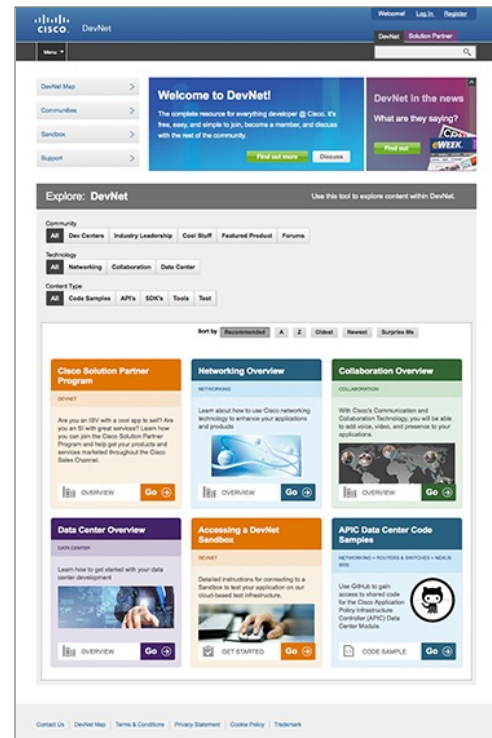 Welcome! Log In Register
CISCO DevNet
DevNet Solution Partner
Menu
DevNet Map
Communities
Sandbox
Support
Welcome to DevNet!
The complete resource for everything developer @ Cisco. It's
free, easy, and simple to join, become a member, and discuss
with the rest of the community.
Find out more Discuss
DevNet in the news
What are they saying?
Find out
eWEEK
Explore: DevNet
Use this tool to explore content within DevNet.
Community
All Dev Centers Industry Leadership Cool Stuff Featured Product Forums
Technology
All Networking Collaboration Data Center
Content Type
All Code Samples API's SDK's Tools Test
Sort by Recommended A Z Oldest Newest Surprise Me
Cisco Solution Partner
Program
DEVNET
Are you an ISV with a cool app to sell? Are
you an SI with great services? Learn how
you can join the Cisco Solution Partner
Program and help get your products and
services marketed throughout the Cisco
Sales Channel.
OVERVIEW Go
Networking Overview
NETWORKING
Learn about how to use Cisco networking
technology to enhance your applications
and products
OVERVIEW Go
Collaboration Overview
COLLABORATION
With Cisco's Communication and
Collaboration Technology, you will be able
to add voice, video, and presence to your
applications.
OVERVIEW Go
Data Center Overview
DATA CENTER
Learn how to get started with your data
center development
OVERVIEW Go
Accessing a DevNet
Sandbox
DEVNET
Detailed instructions for connecting to a
Sandbox to test your application on our
cloud-based test infrastructure.
GET STARTED Go
APIC Data Center Code
Samples
NETWORKING > ROUTERS & SWITCHES > NEXUS
9000
Use GitHub to gain
access to shared code
for the Cisco Application
Policy Infrastructure
Controller (APIC) Data
Center Module.
CODE SAMPLE Go
Contact Us | DevNet Map | Terms & Conditions | Privacy Statement | Cookie Policy | Trademark